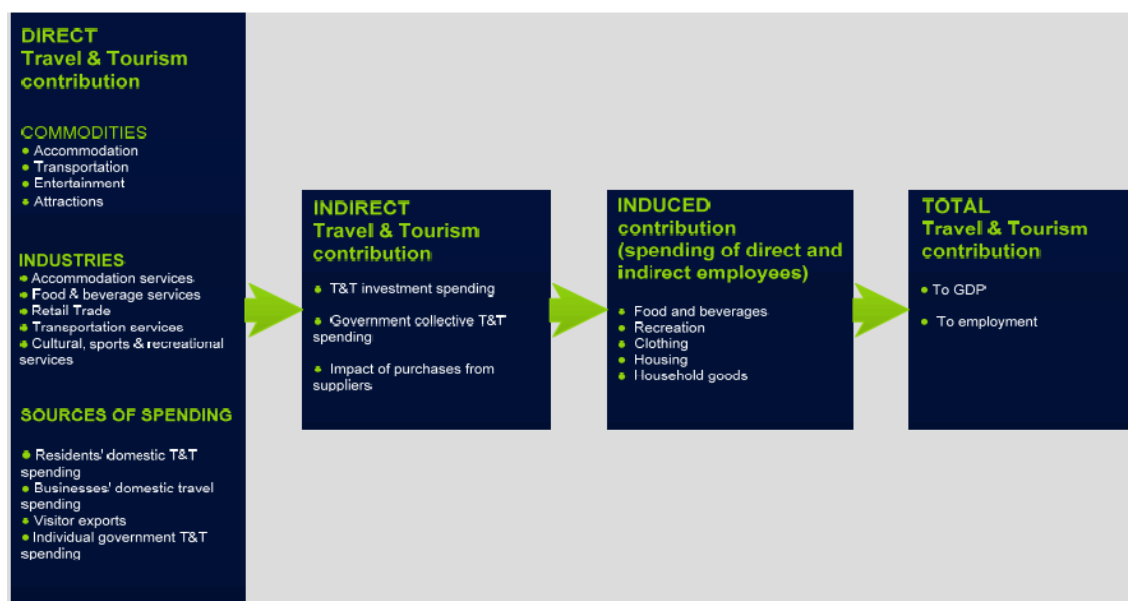 DIRECT
Travel & Tourism
contribution
COMMODITIES
• Accommodation
• Transportation
• Entertainment
• Attractions
INDUSTRIES
• Accommodation services
• Food & beverage services
• Retail Trade
• Transportation services
• Cultural, sports & recreational
services
SOURCES OF SPENDING
• Residents' domestic T&T
spending
• Businesses' domestic travel
spending
• Visitor exports
• Individual government T&T
spending
INDIRECT
Travel & Tourism
contribution
• T&T investment spending
• Government collective T&T
spending
• Impact of purchases from
suppliers
INDUCED
contribution
(spending of direct and
indirect employees)
• Food and beverages
• Recreation
• Clothing
• Housing
• Household goods
TOTAL
Travel & Tourism
contribution
• To GDP
• To employment